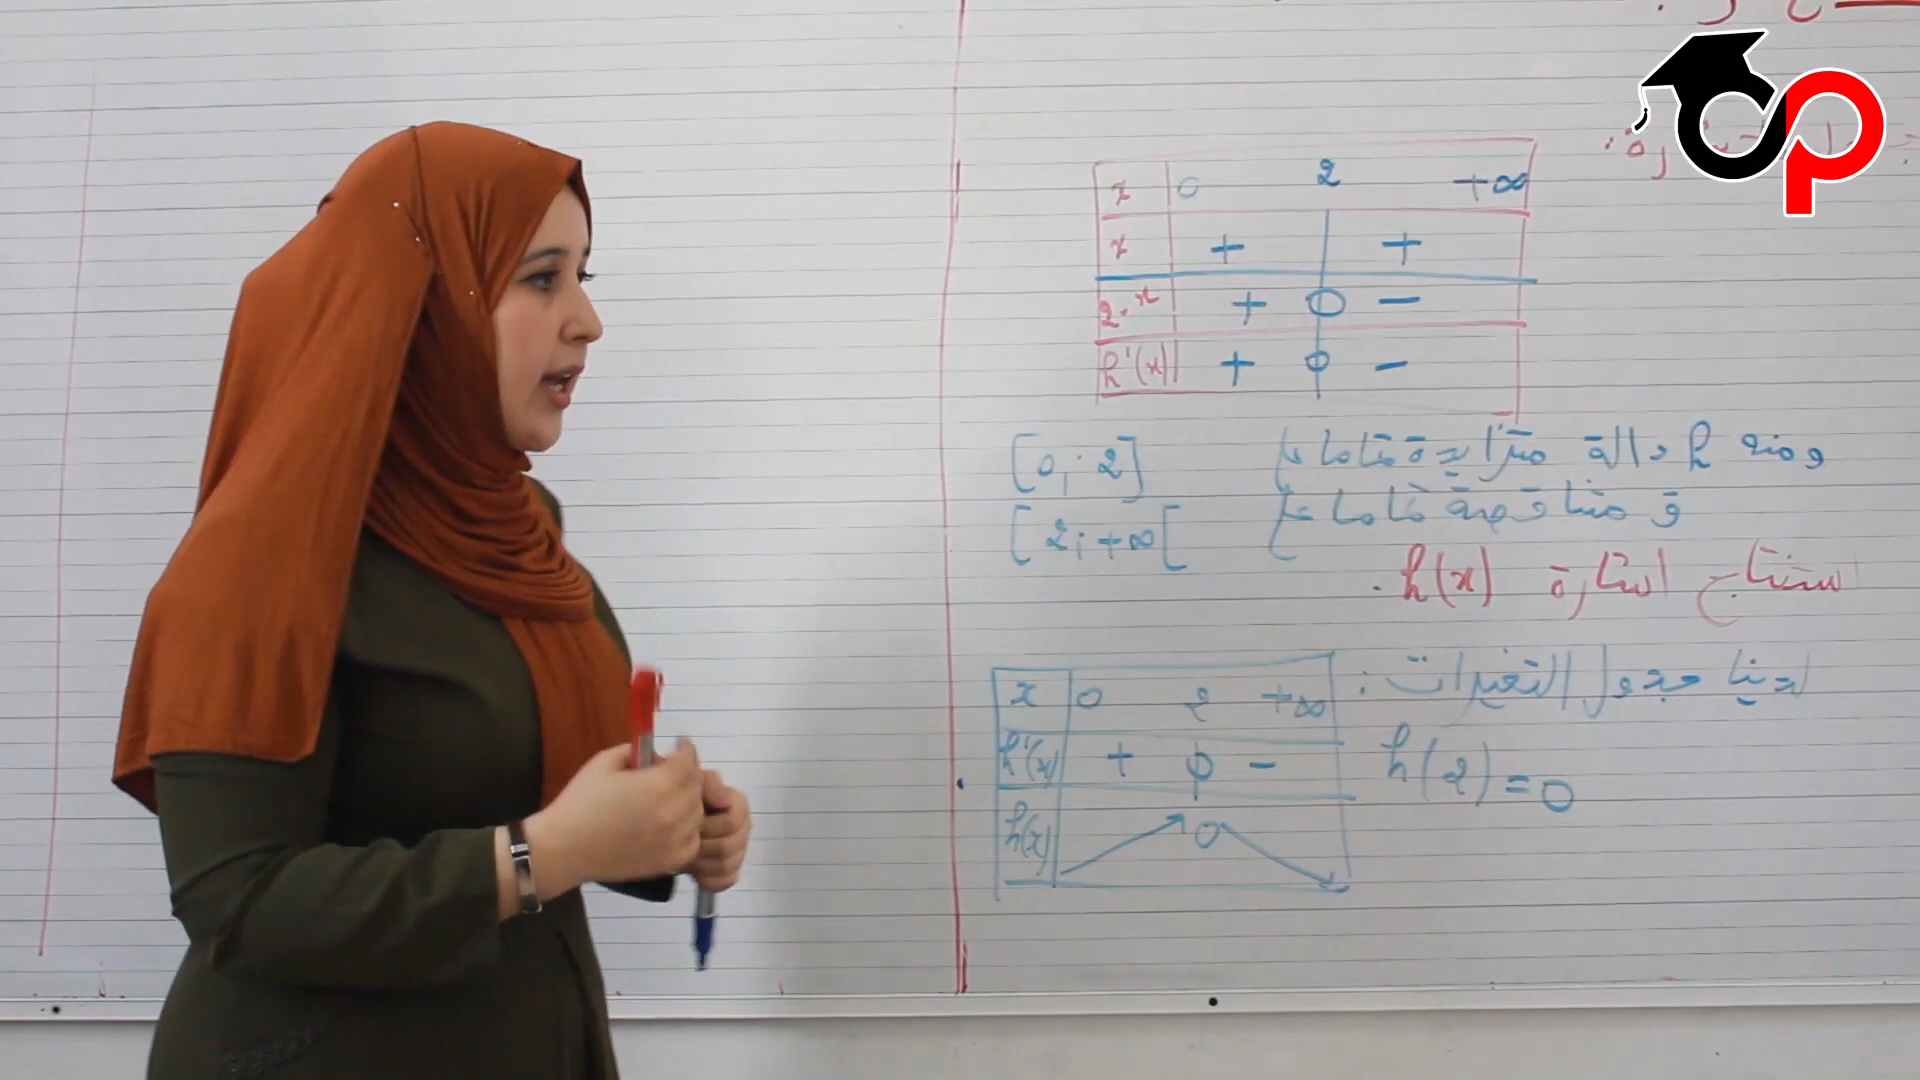 x 0 2 +∞
x + +
2-x + 0 -
h'(x) + 0 -
ومنه h دالة متزايدة تماما على [0 ; 2]
و متناقصة تماما على [2 ; +∞[
استنتاج اشارة h(x) .
لدينا جدول التغيرات :
x 0 2 +∞
h'(x) + 0 -
h(x) 0
h(2) = 0